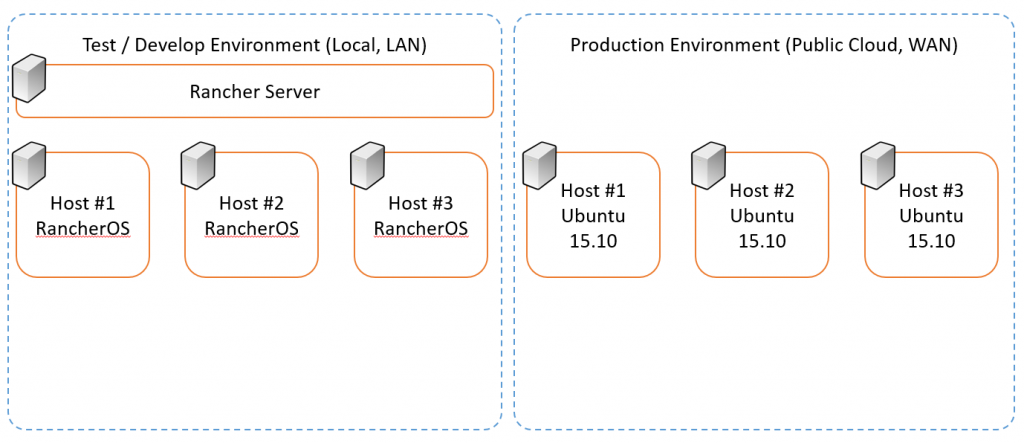 Test / Develop Environment (Local, LAN)
Rancher Server
Host #1
RancherOS
Host #2
RancherOS
Host #3
RancherOS
Production Environment (Public Cloud, WAN)
Host #1
Ubuntu
15.10
Host #2
Ubuntu
15.10
Host #3
Ubuntu
15.10